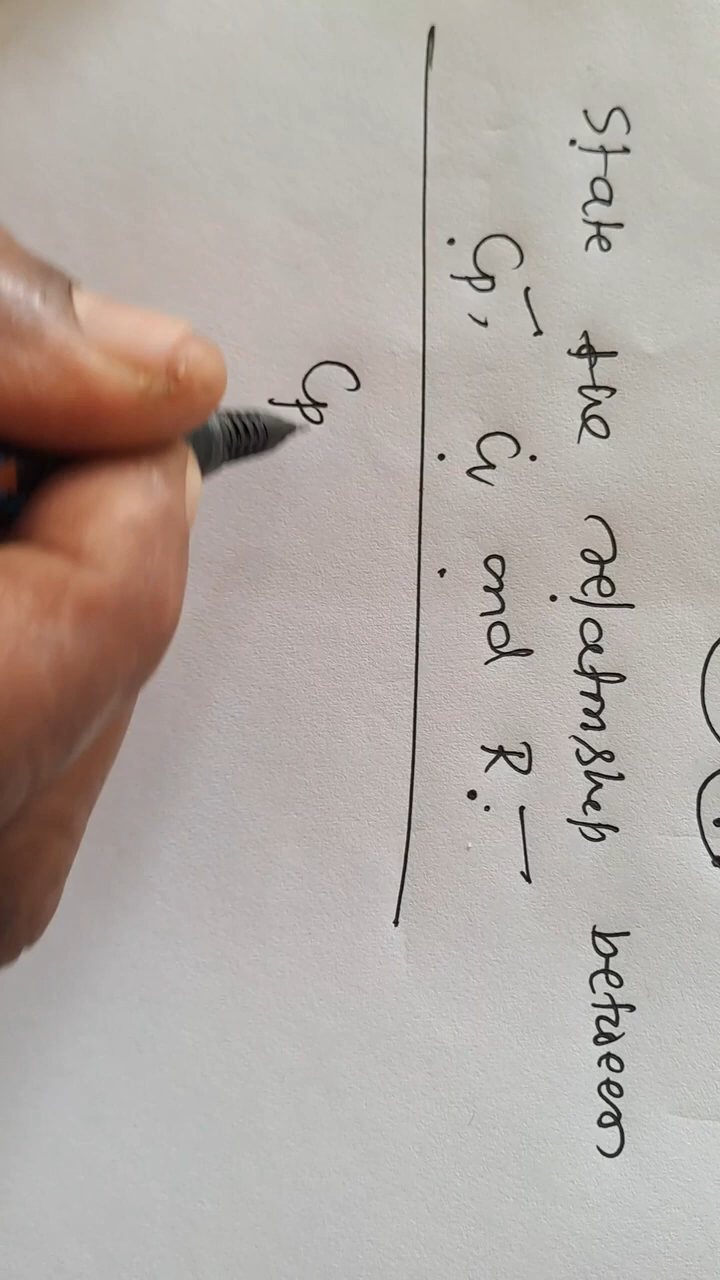 State the relationship between
Cp, Cv and R.
Cp